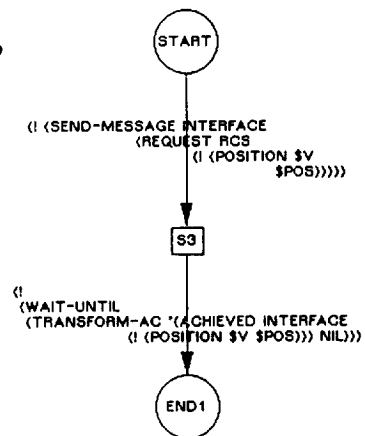 START
(! (SEND-MESSAGE INTERFACE
(REQUEST RCS
(! (POSITION $V
$POS)))))
S3
(!
(WAIT-UNTIL
(TRANSFORM-AC '(ACHIEVED INTERFACE
(! (POSITION $V $POS))) NIL)))
END1